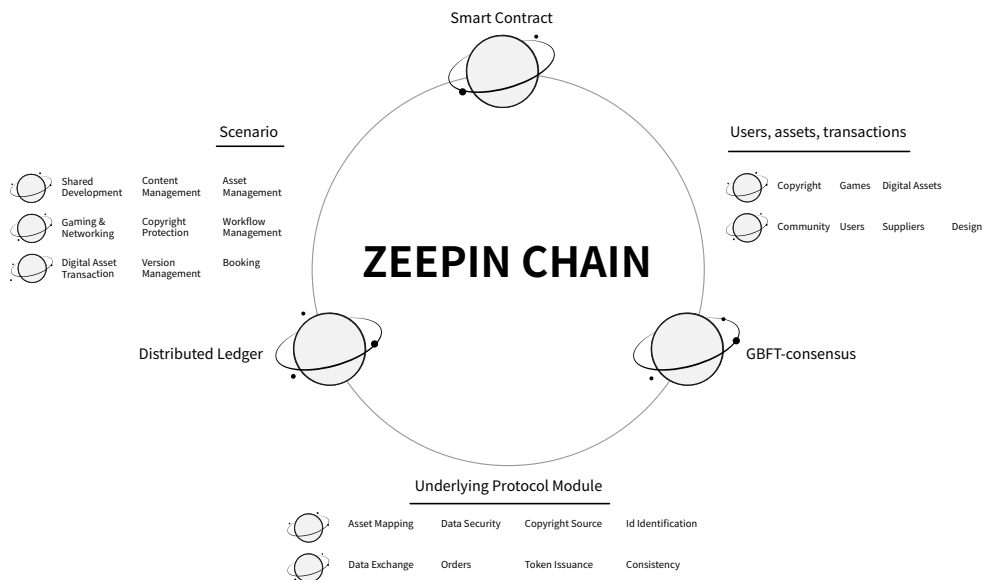 Smart Contract
Scenario
Shared Development
Content Management
Asset Management
Gaming & Networking
Copyright Protection
Workflow Management
Digital Asset Transaction
Version Management
Booking
Users, assets, transactions
Copyright Games Digital Assets
Community Users Suppliers Design
ZEEPIN CHAIN
Distributed Ledger
GBFT-consensus
Underlying Protocol Module
Asset Mapping Data Security Copyright Source Id Identification
Data Exchange Orders Token Issuance Consistency